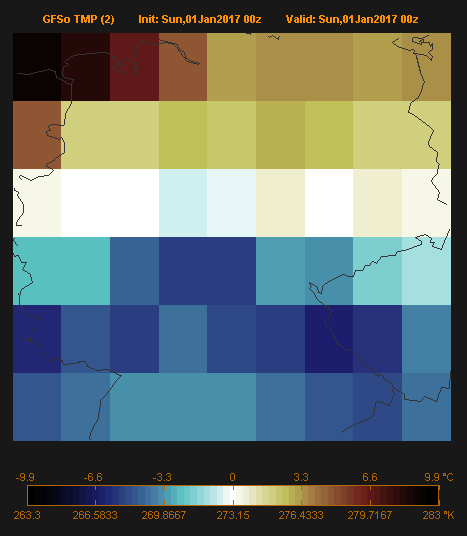 GFSo TMP (2) Init: Sun,01Jan2017 00z Valid: Sun,01Jan2017 00z
-9.9 -6.6 -3.3 0 3.3 6.6 9.9 °C
263.3 266.5833 269.8667 273.15 276.4333 279.7167 283 °K